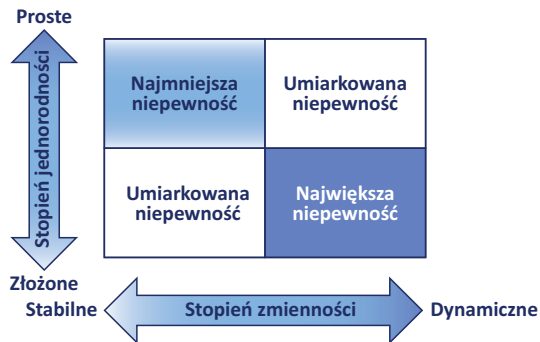 Proste
Stopień jednorodności
Najmniejsza
niepewność
Umiarkowana
niepewność
Umiarkowana
niepewność
Największa
niepewność
Złożone
Stabilne
Stopień zmienności
Dynamiczne